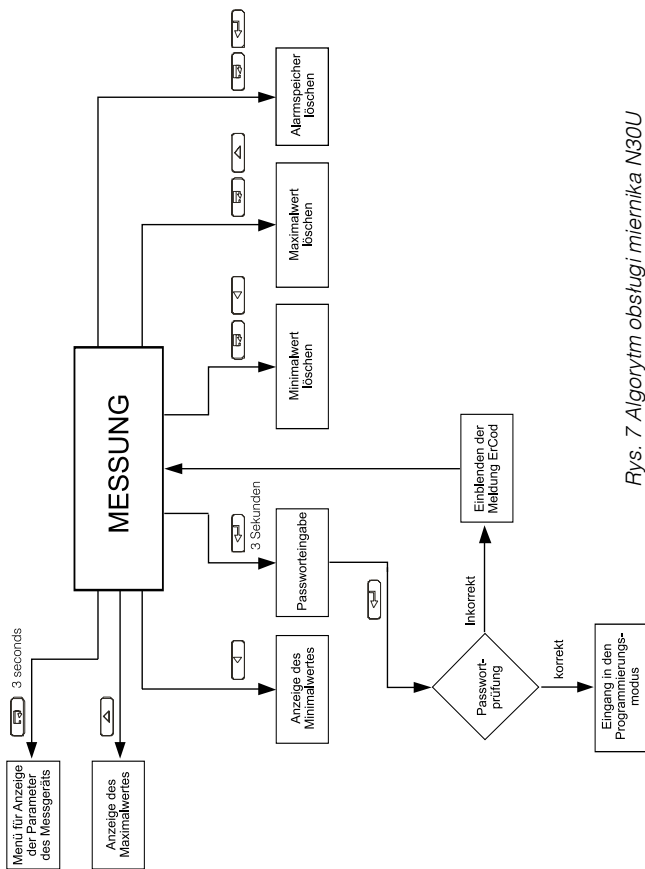 MESSUNG
3 seconds
Menü für Anzeige
der Parameter
des Messgeräts
Anzeige des
Maximalwertes
Anzeige des
Minimalwertes
3 Sekunden
Passworteingabe
Minimalwert
löschen
Maximalwert
löschen
Alarmspeicher
löschen
Passwort-
prüfung
Inkorrekt
Einblenden der
Meldung ErCod
korrekt
Eingang in den
Programmierungs-
modus
Rys. 7 Algorytm obsługi miernika N30U